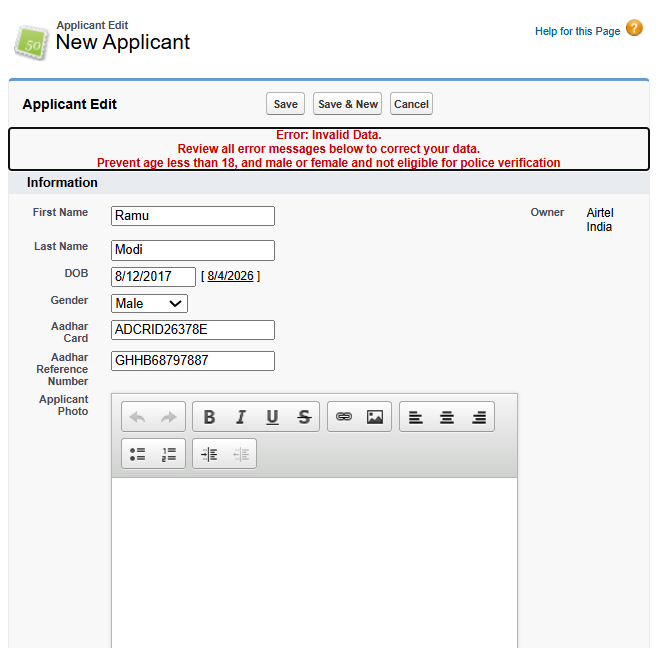 Applicant Edit
New Applicant
Help for this Page ?
50
Applicant Edit
Save Save & New Cancel
Error: Invalid Data.
Review all error messages below to correct your data.
Prevent age less than 18, and male or female and not eligible for police verification
Information
First Name Ramu Owner Airtel
India
Last Name Modi
DOB 8/12/2017 [ 8/4/2026 ]
Gender Male
Aadhar
Card ADCRID26378E
Aadhar
Reference
Number GHHB68797887
Applicant
Photo
B I U S